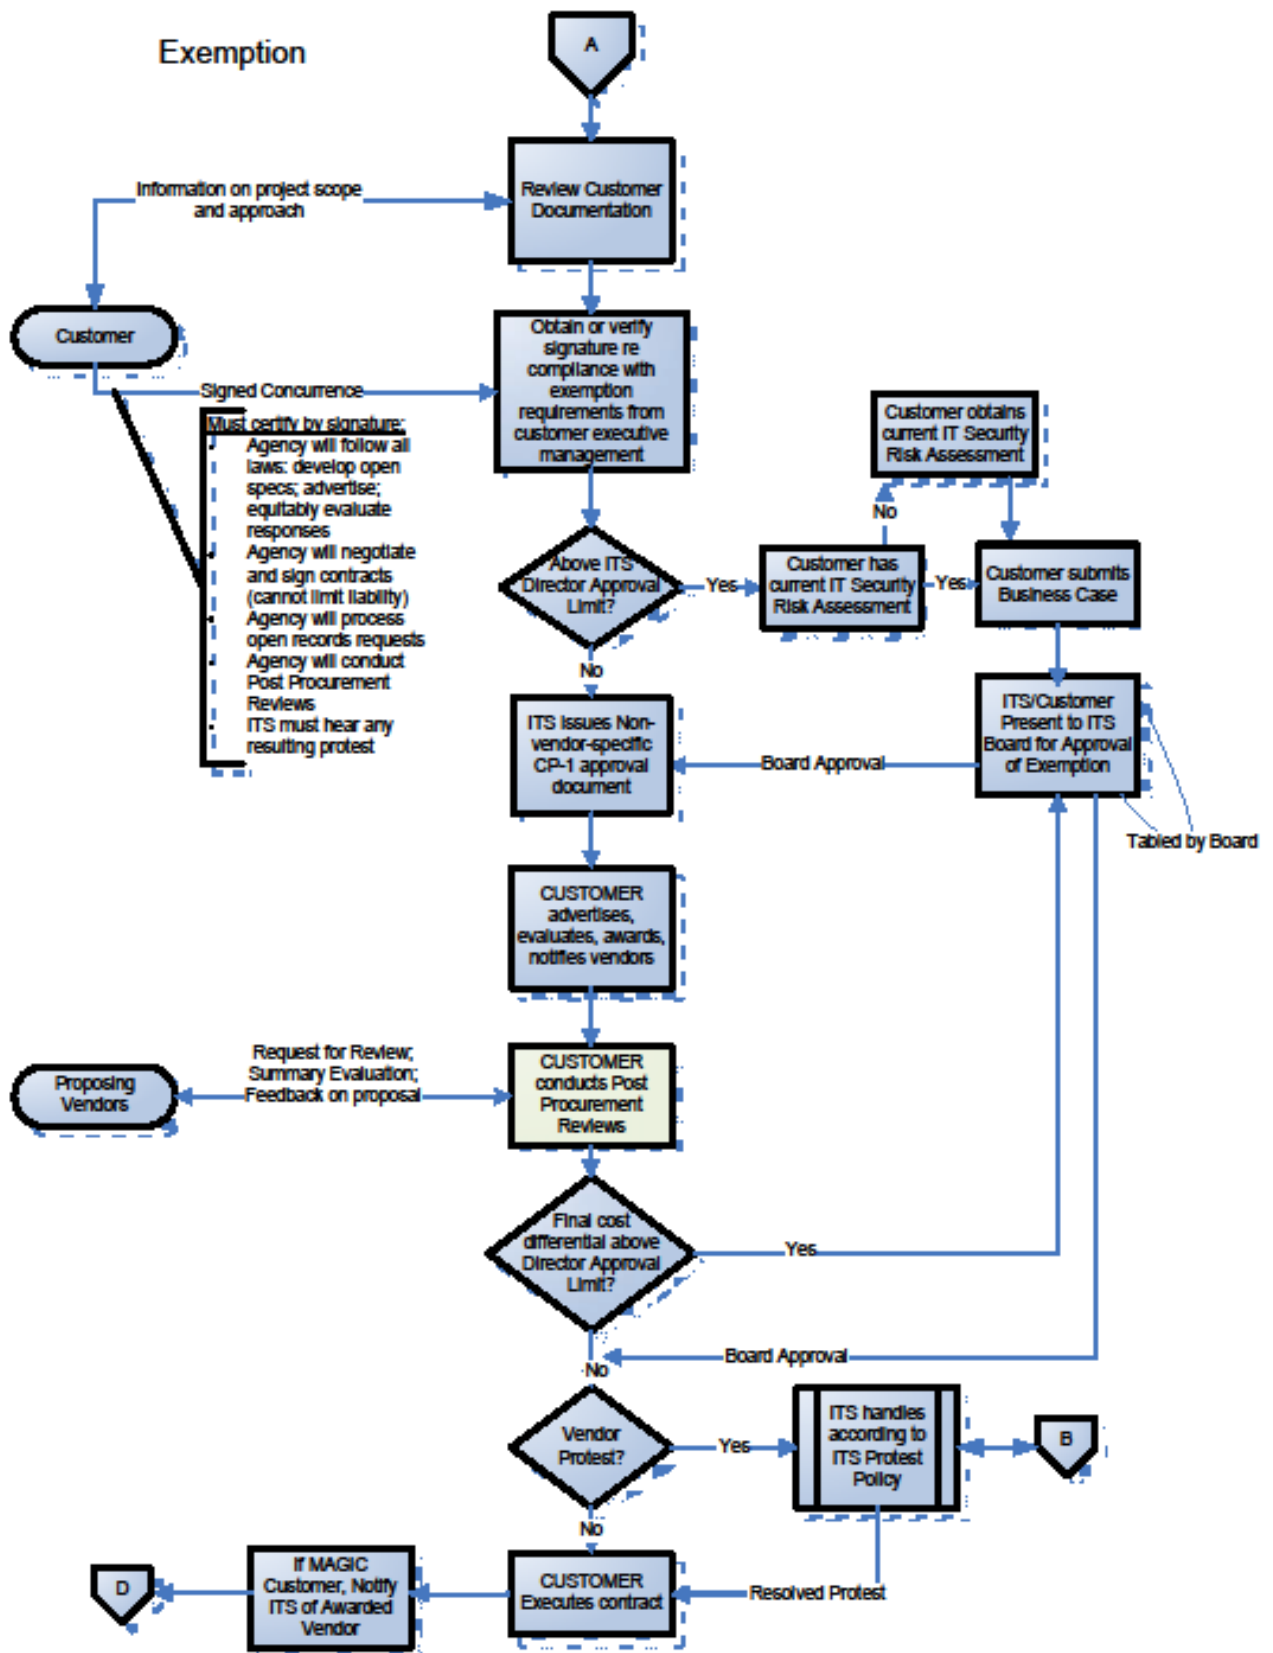 Exemption
A
Information on project scope
and approach
Review Customer
Documentation
Customer
Signed Concurrence
Obtain or verify
signature re
compliance with
exemption
requirements from
customer executive
management
Must certify by signature:
Agency will follow all
laws: develop open
specs; advertise;
equitably evaluate
responses
Agency will negotiate
and sign contracts
(cannot limit liability)
Agency will process
open records requests
Agency will conduct
Post Procurement
Reviews
ITS must hear any
resulting protest
Customer obtains
current IT Security
Risk Assessment
No
Above ITS
Director Approval
Limit?
Yes
Customer has
current IT Security
Risk Assessment
Yes
Customer submits
Business Case
No
ITS Issues Non-
vendor-specific
CP-1 approval
document
Board Approval
ITS/Customer
Present to ITS
Board for Approval
of Exemption
Tabled by Board
CUSTOMER
advertises,
evaluates, awards,
notifies vendors
Proposing
Vendors
Request for Review;
Summary Evaluation;
Feedback on proposal
CUSTOMER
conducts Post
Procurement
Reviews
Final cost
differential above
Director Approval
Limit?
Yes
Board Approval
No
Vendor
Protest?
Yes
ITS handles
according to
ITS Protest
Policy
B
No
D
If MAGIC
Customer, Notify
ITS of Awarded
Vendor
CUSTOMER
Executes contract
Resolved Protest